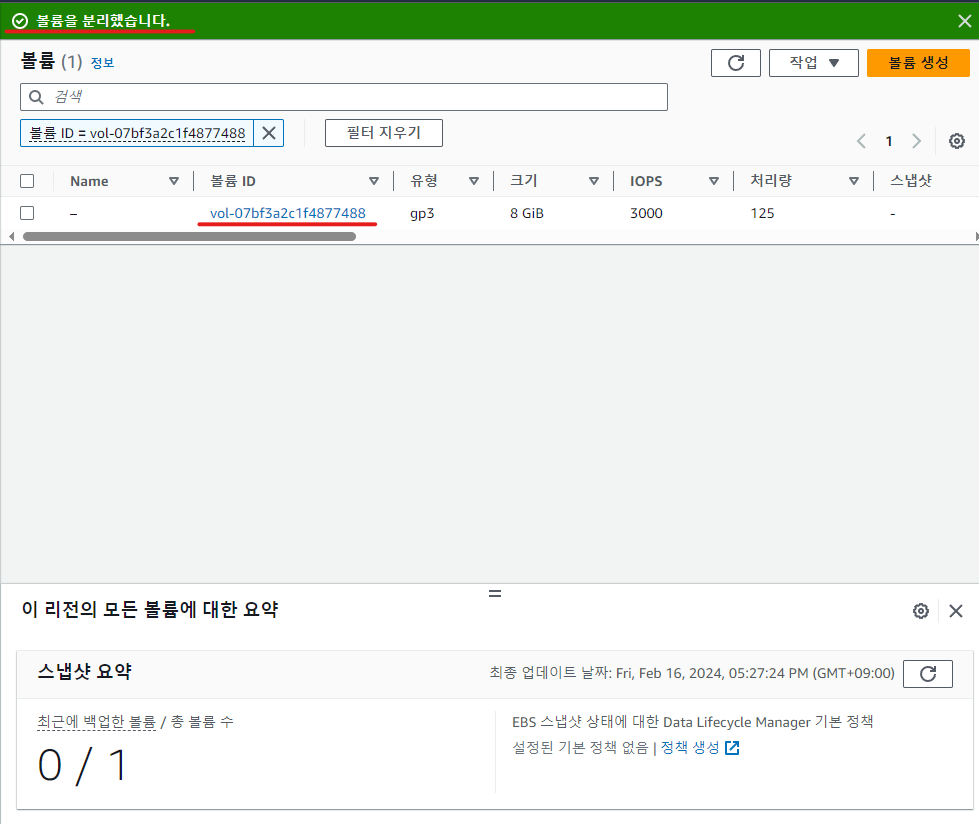 볼륨을 분리했습니다.
볼륨 (1) 정보
작업
볼륨 생성
검색
볼륨 ID = vol-07bf3a2c1f4877488
필터 지우기
1
Name 볼륨 ID 유형 크기 IOPS 처리량 스냅샷
– vol-07bf3a2c1f4877488 gp3 8 GiB 3000 125 -
이 리전의 모든 볼륨에 대한 요약
스냅샷 요약
최종 업데이트 날짜: Fri, Feb 16, 2024, 05:27:24 PM (GMT+09:00)
최근에 백업한 볼륨 / 총 볼륨 수
0 / 1
EBS 스냅샷 상태에 대한 Data Lifecycle Manager 기본 정책
설정된 기본 정책 없음 | 정책 생성